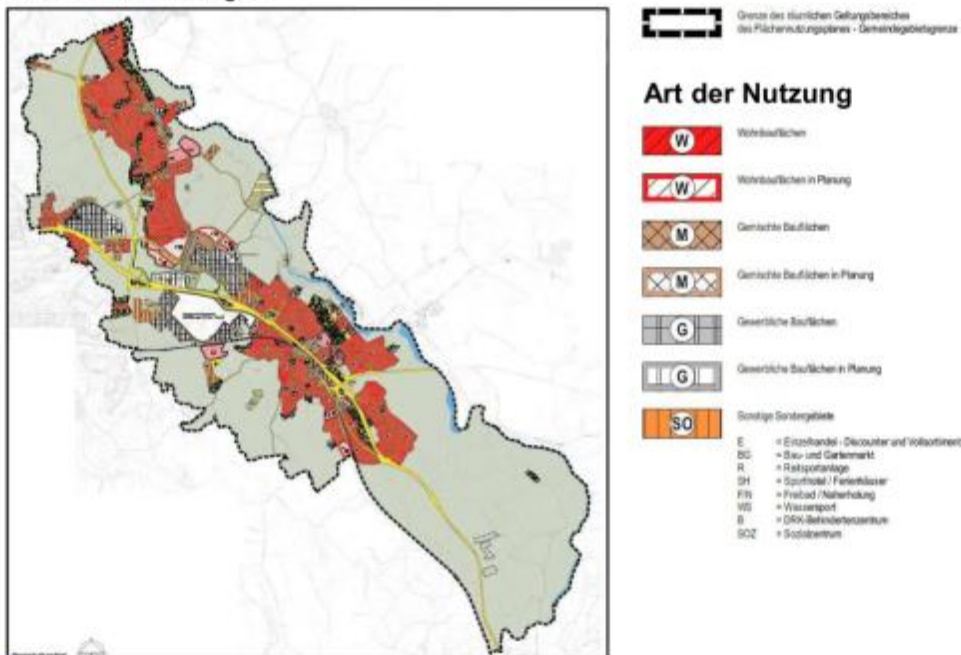 Grenze des räumlichen Geltungsbereiches
des Flächennutzungsplanes - Gemeindegebietsgrenze
Art der Nutzung
W
Wohnbauflächen
W
Wohnbauflächen in Planung
M
Gemischte Bauflächen
M
Gemischte Bauflächen in Planung
G
Gewerbliche Bauflächen
G
Gewerbliche Bauflächen in Planung
SO
Sonstige Sondergebiete
E = Einzelhandel - Discounter und Vollsortiment
BG = Bau- und Gartenmarkt
R = Reitsportanlage
SH = Sporthotel / Ferienhäuser
F/N = Freibad / Naherholung
WS = Wassersport
B = DRK-Behindertenzentrum
SOZ = Sozialzentrum